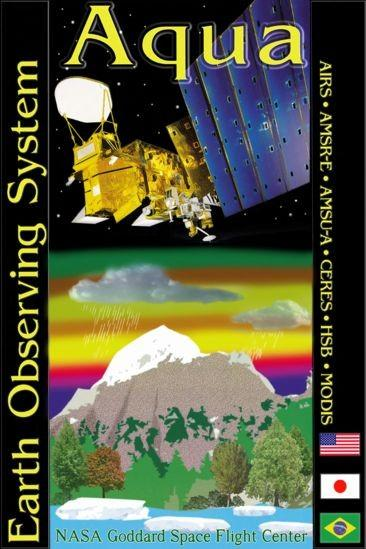 Aqua
Earth Observing System
AIRS • AMSR-E • AMSU-A • CERES • HSB • MODIS
NASA Goddard Space Flight Center